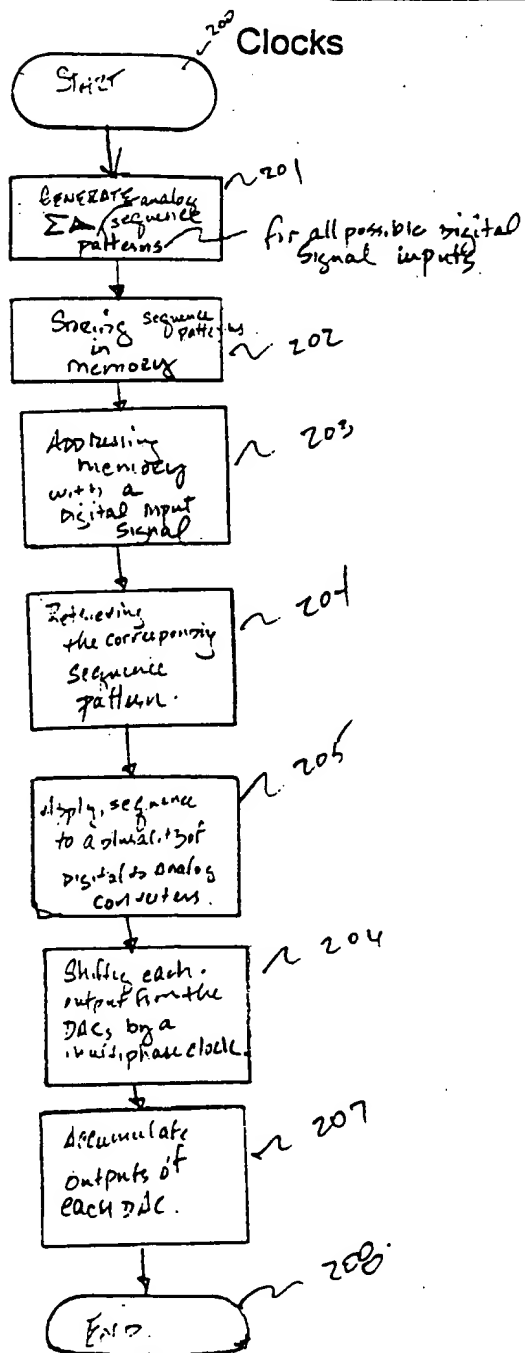 200
Clocks
START
201
GENERATE analog
ΣΔ sequence
patterns
for all possible Digital
Signal inputs
Storing sequence
patterns
in
memory
202
Addressing
memory
with a
Digital Input
Signal
203
Retrieving
the corresponding
sequence
pattern.
204
Apply, sequence
to a plurality of
Digital to Analog
Converters.
205
Shifting each
output from the
DACs by a
multiphase clock.
204
Accumulate
outputs of
each DAC.
207
208.
END.